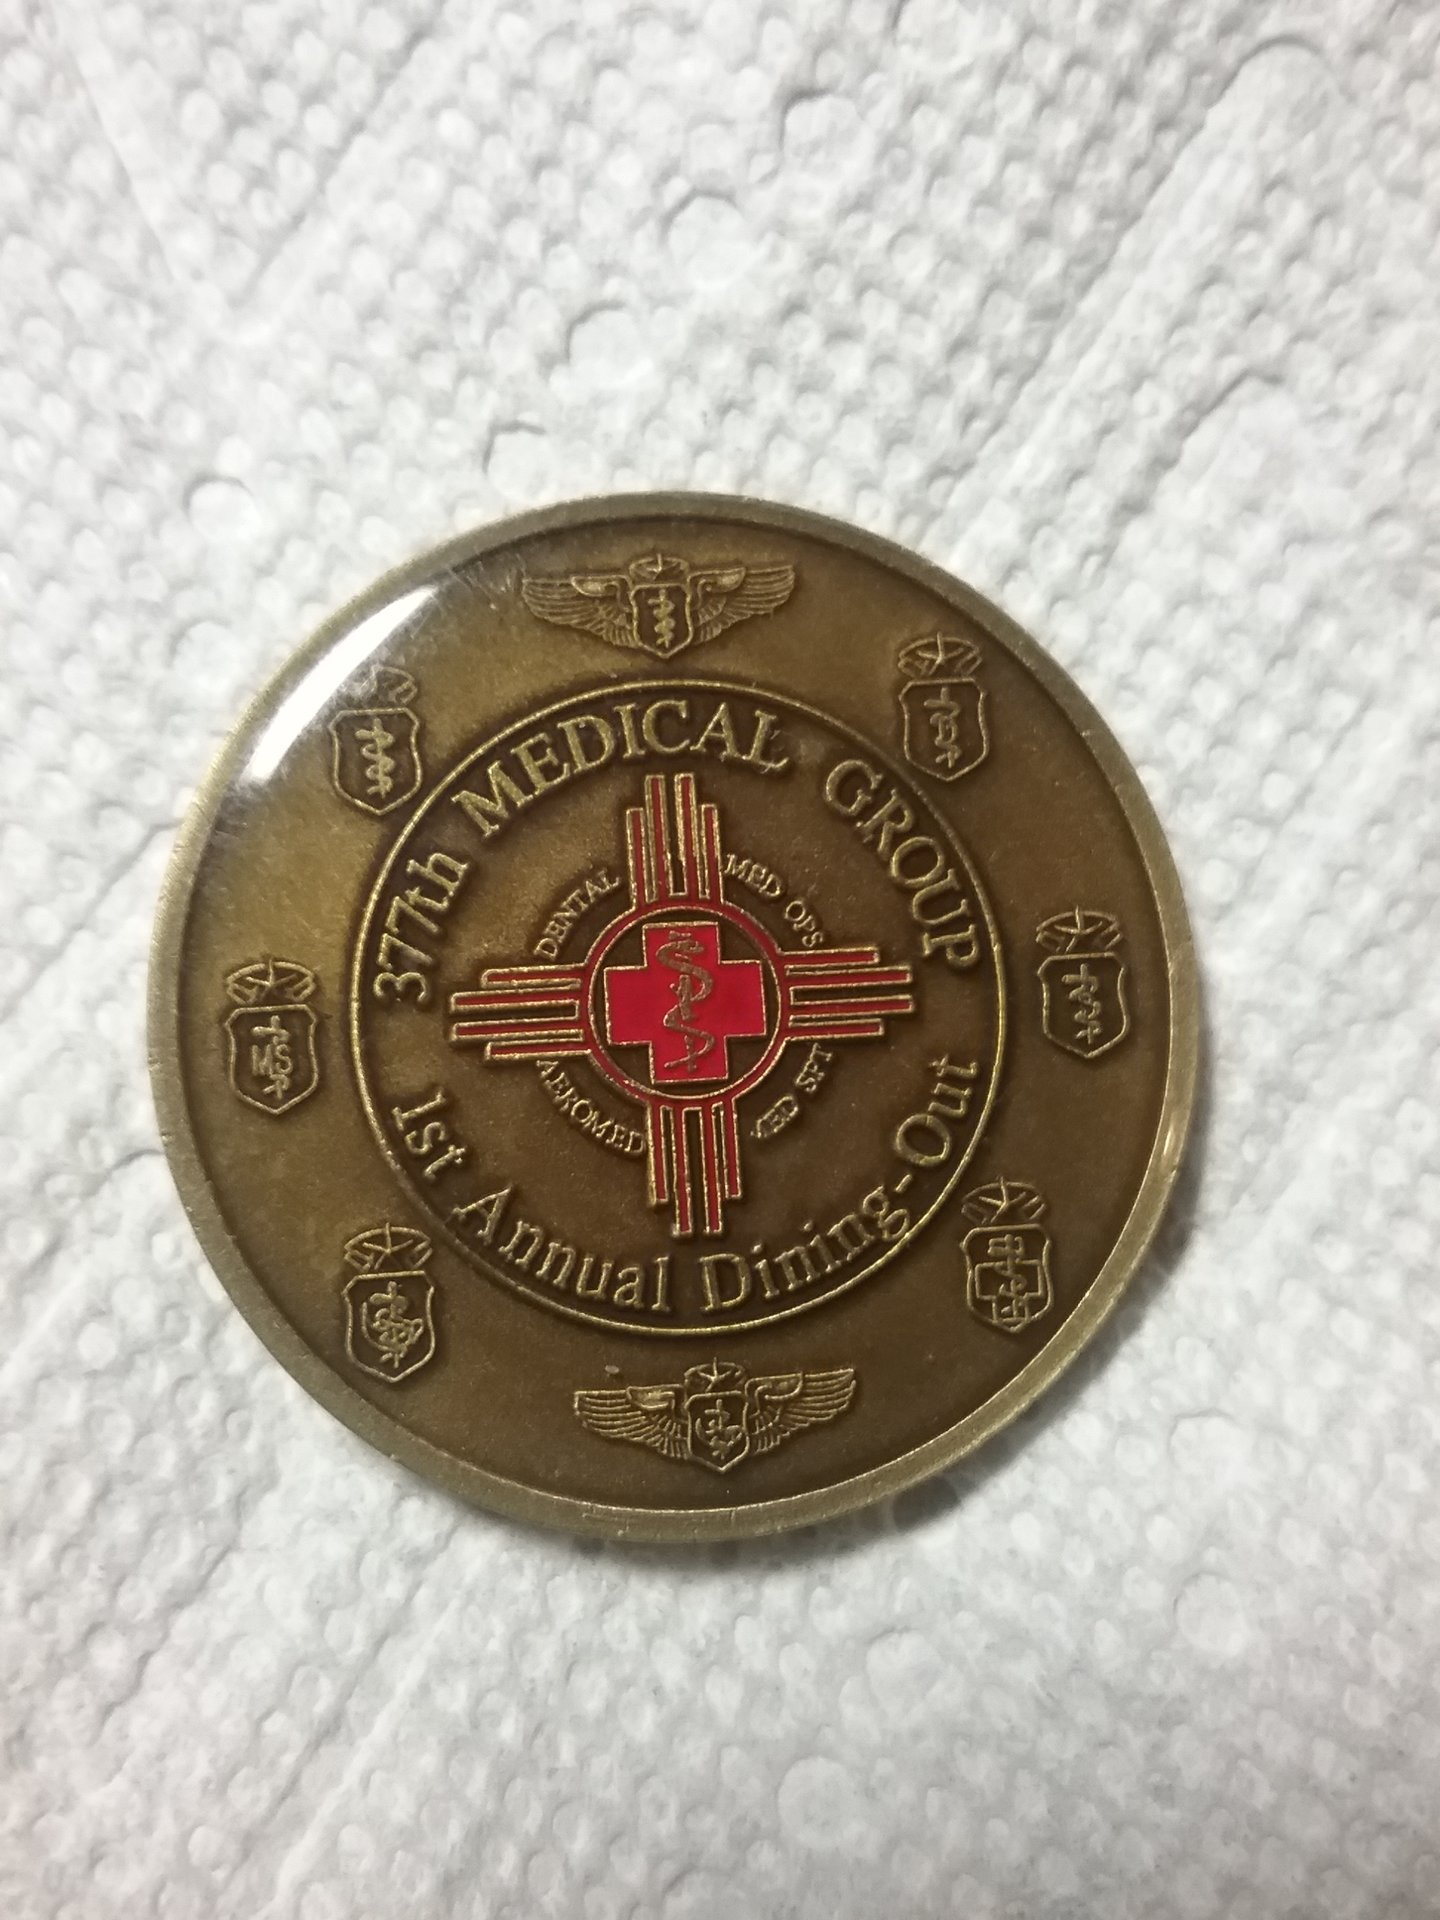 377th MEDICAL GROUP
DENTAL
MED OPS
AEROMED
MED SPT
1st Annual Dining-Out
MS